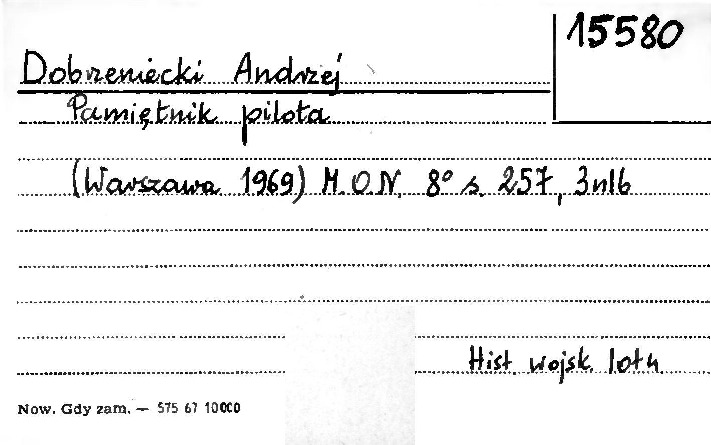 15580
Dobrzeniecki Andrzej
Pamiętnik pilota
(Warszawa 1969) M.O.N. 8° s. 257, 3nlb
Hist. wojsk. lotn.
Now. Gdy zam. — 575 67 10000